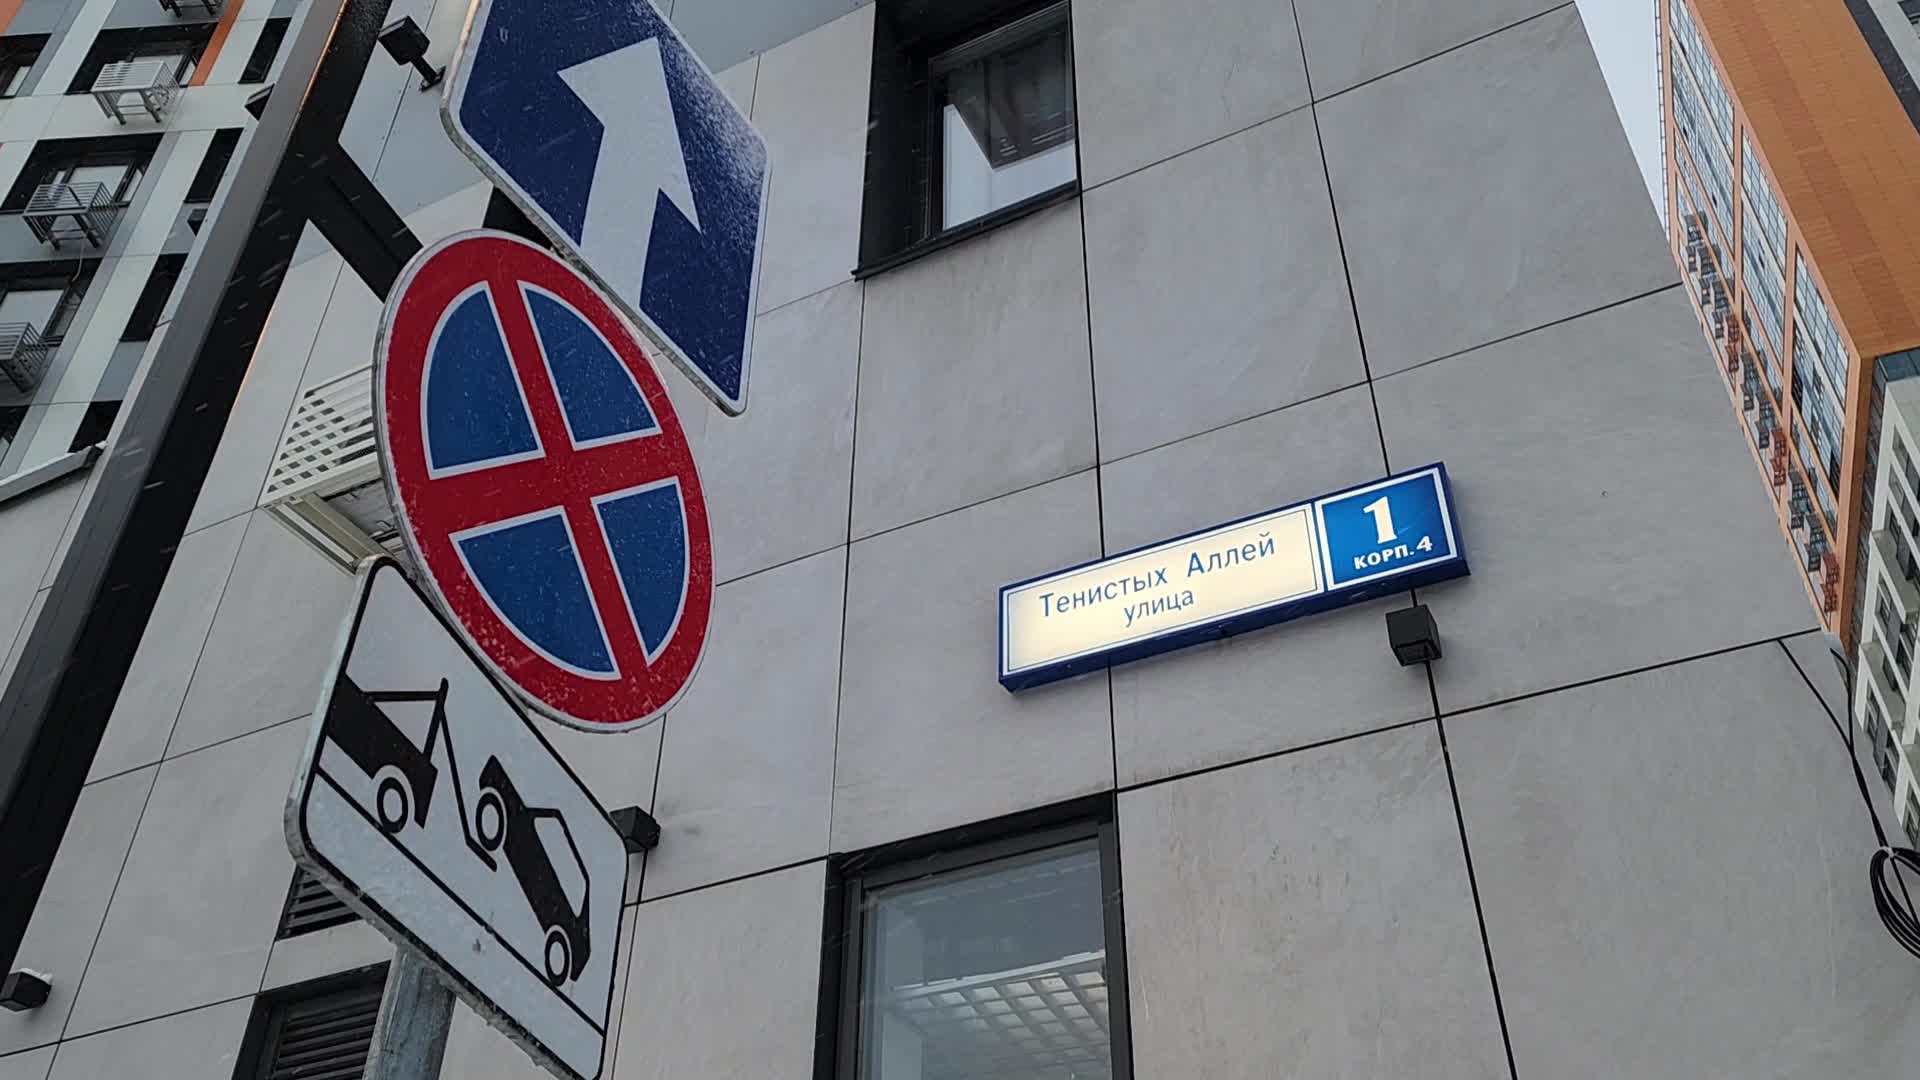 Тенистых Аллей
улица
1
КОРП. 4